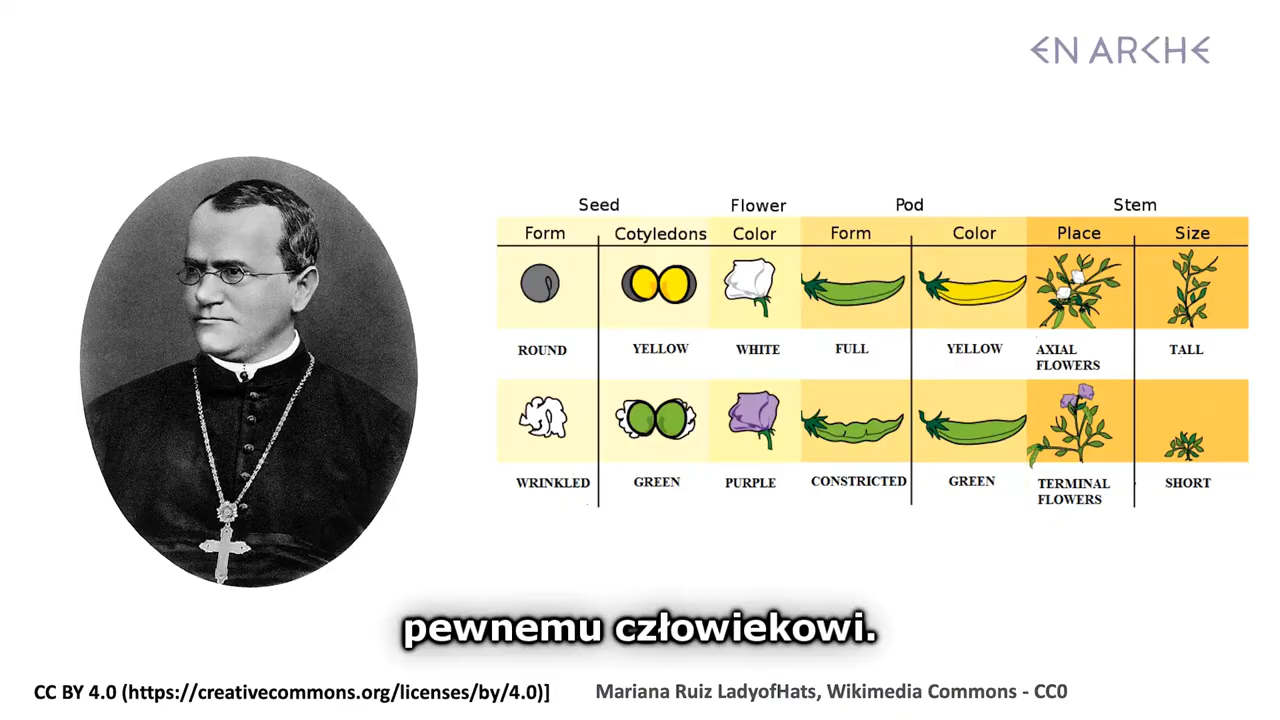 EN ARCHE
Seed Flower Pod Stem
Form Cotyledons Color Form Color Place Size
ROUND YELLOW WHITE FULL YELLOW AXIAL FLOWERS TALL
WRINKLED GREEN PURPLE CONSTRICTED GREEN TERMINAL FLOWERS SHORT
pewnemu człowiekowi.
CC BY 4.0 (https://creativecommons.org/licenses/by/4.0)] Mariana Ruiz LadyofHats, Wikimedia Commons - CC0